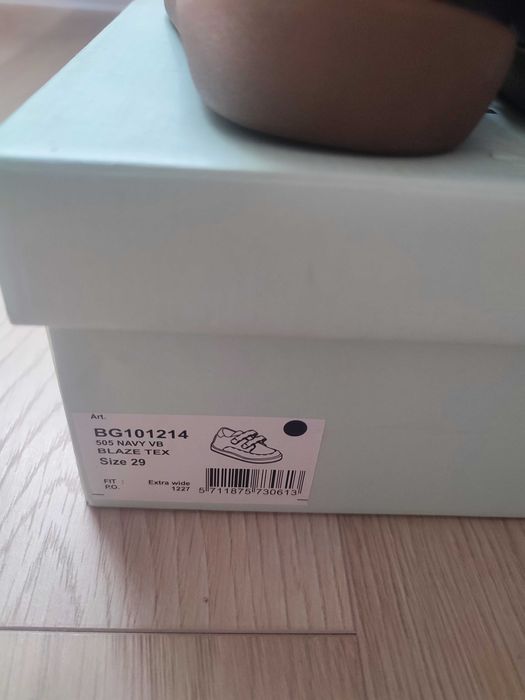 Art.
BG101214
505 NAVY VB
BLAZE TEX
Size 29
FIT :
Extra wide
P.O.
1227
5 711875 730613